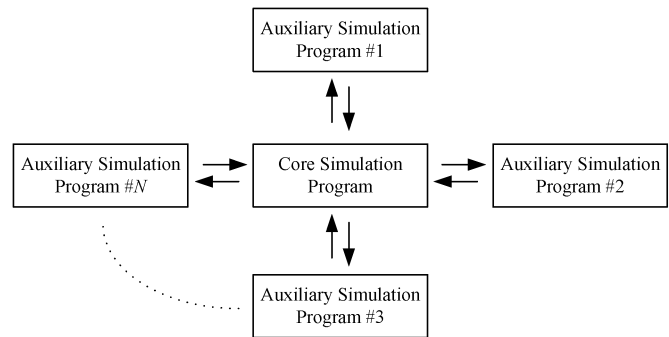 Auxiliary Simulation
Program #1
Auxiliary Simulation
Program #N
Core Simulation
Program
Auxiliary Simulation
Program #2
Auxiliary Simulation
Program #3